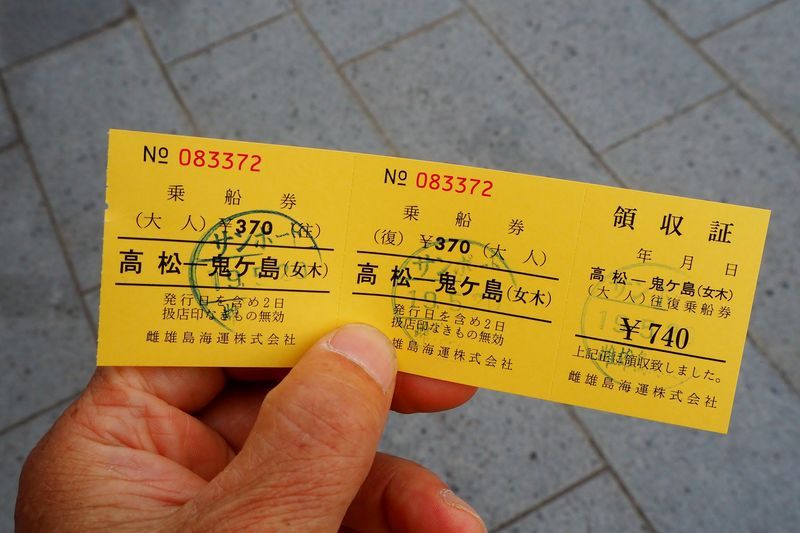 № 083372
乗船券
(大人) ¥370 (往)
高松―鬼ケ島(女木)
発行日を含め2日
扱店印なきもの無効
雌雄島海運株式会社
№ 083372
乗船券
(復) ¥370 (大人)
高松―鬼ケ島(女木)
発行日を含め2日
扱店印なきもの無効
雌雄島海運株式会社
領収証
年 月 日
高松―鬼ケ島(女木)
(大人)往復乗船券
¥740
上記正に領収致しました。
雌雄島海運株式会社